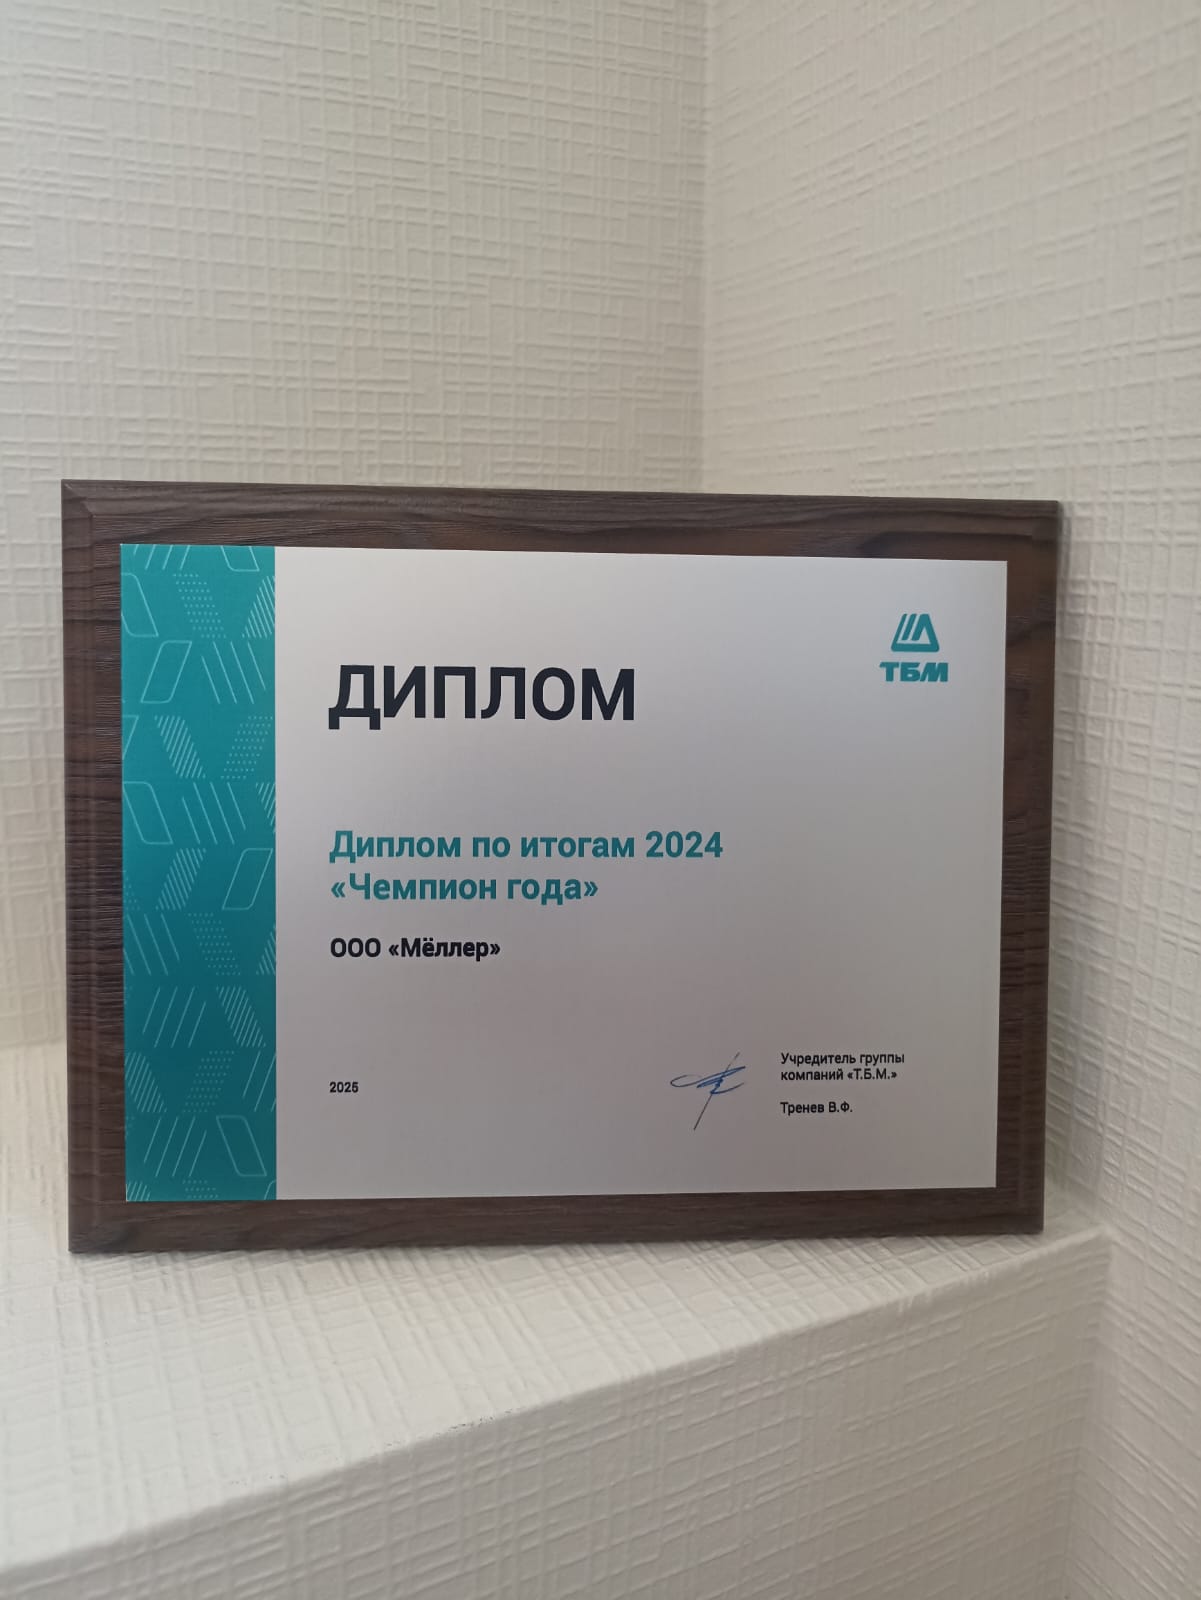 ТБМ
ДИПЛОМ
Диплом по итогам 2024
«Чемпион года»
ООО «Мёллер»
2025
Учредитель группы
компаний «Т.Б.М.»
Тренев В.Ф.